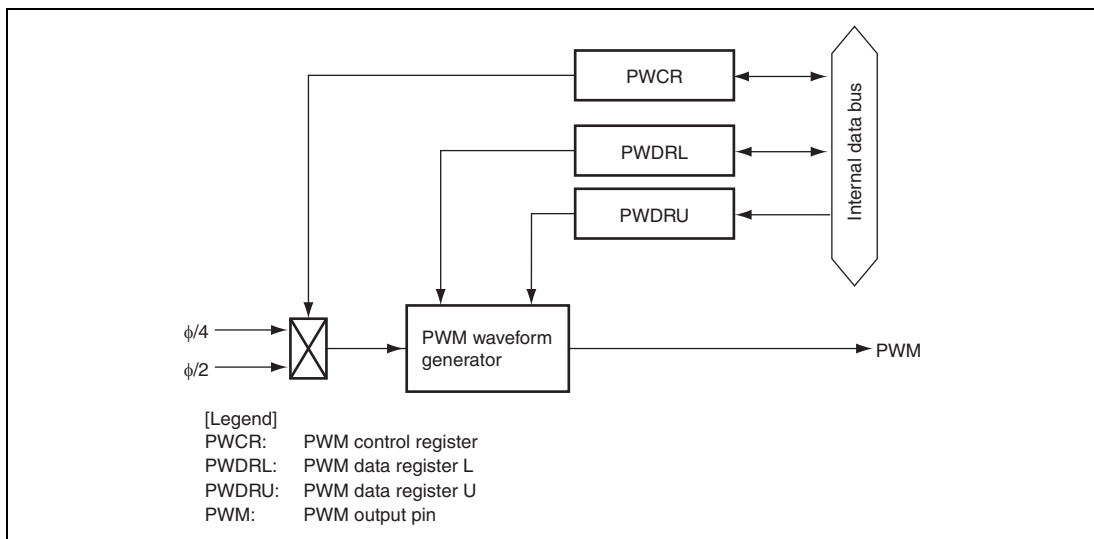 PWCR
PWDRL
PWDRU
Internal data bus
ϕ/4
ϕ/2
PWM waveform
generator
PWM
[Legend]
PWCR: PWM control register
PWDRL: PWM data register L
PWDRU: PWM data register U
PWM: PWM output pin